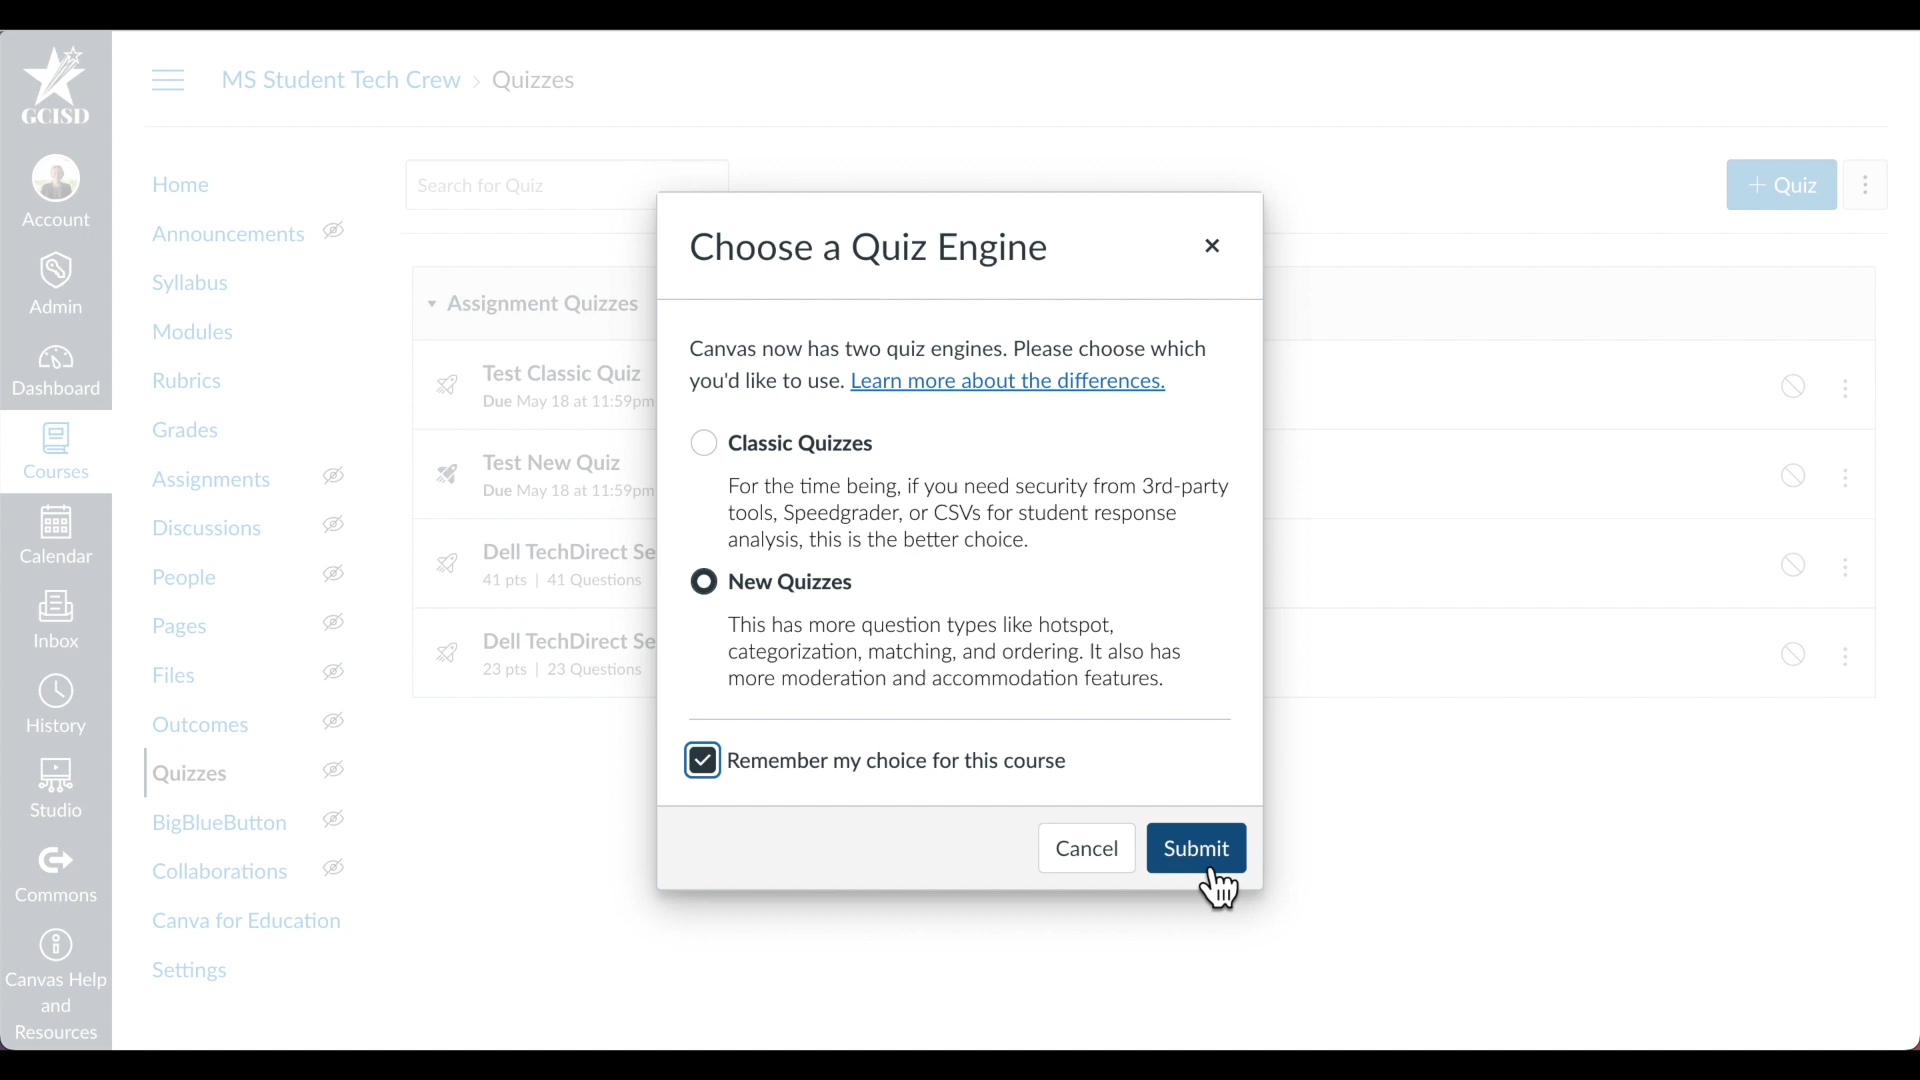 GCISD
Account
Admin
Dashboard
Courses
Calendar
Inbox
History
Studio
Commons
Canvas Help
and
Resources
MS Student Tech Crew > Quizzes
Home
Announcements
Syllabus
Modules
Rubrics
Grades
Assignments
Discussions
People
Pages
Files
Outcomes
Quizzes
BigBlueButton
Collaborations
Canva for Education
Settings
Search for Quiz
+ Quiz
Assignment Quizzes
Test Classic Quiz
Due May 18 at 11:59pm
Test New Quiz
Due May 18 at 11:59pm
Dell TechDirect Se
41 pts | 41 Questions
Dell TechDirect Se
23 pts | 23 Questions
Choose a Quiz Engine
Canvas now has two quiz engines. Please choose which
you'd like to use. Learn more about the differences.
Classic Quizzes
For the time being, if you need security from 3rd-party
tools, Speedgrader, or CSVs for student response
analysis, this is the better choice.
New Quizzes
This has more question types like hotspot,
categorization, matching, and ordering. It also has
more moderation and accommodation features.
Remember my choice for this course
Cancel
Submit